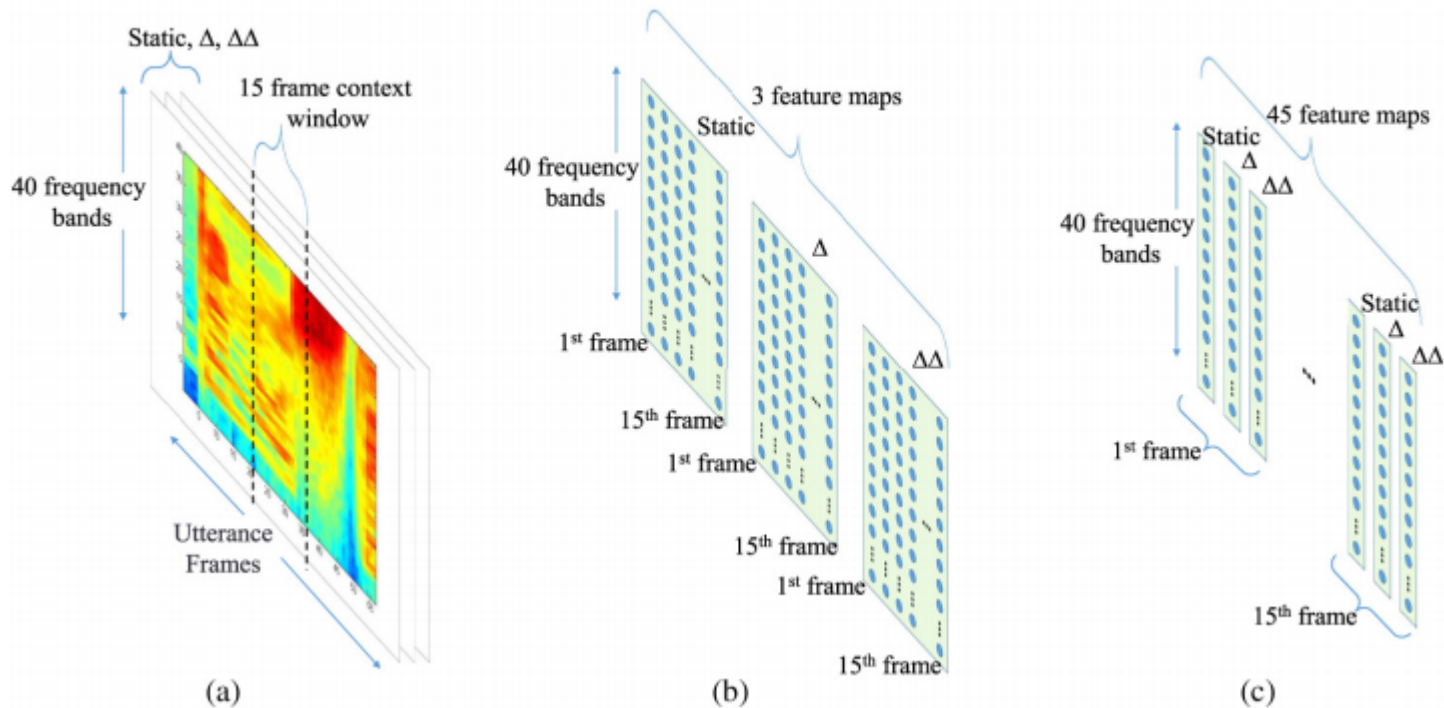 Static, Δ, ΔΔ
15 frame context
window
40 frequency
bands
Utterance
Frames
(a)
3 feature maps
Static
40 frequency
bands
Δ
1st frame
ΔΔ
15th frame
1st frame
15th frame
1st frame
15th frame
(b)
45 feature maps
Static
Δ
ΔΔ
40 frequency
bands
Static
Δ
ΔΔ
1st frame
15th frame
(c)